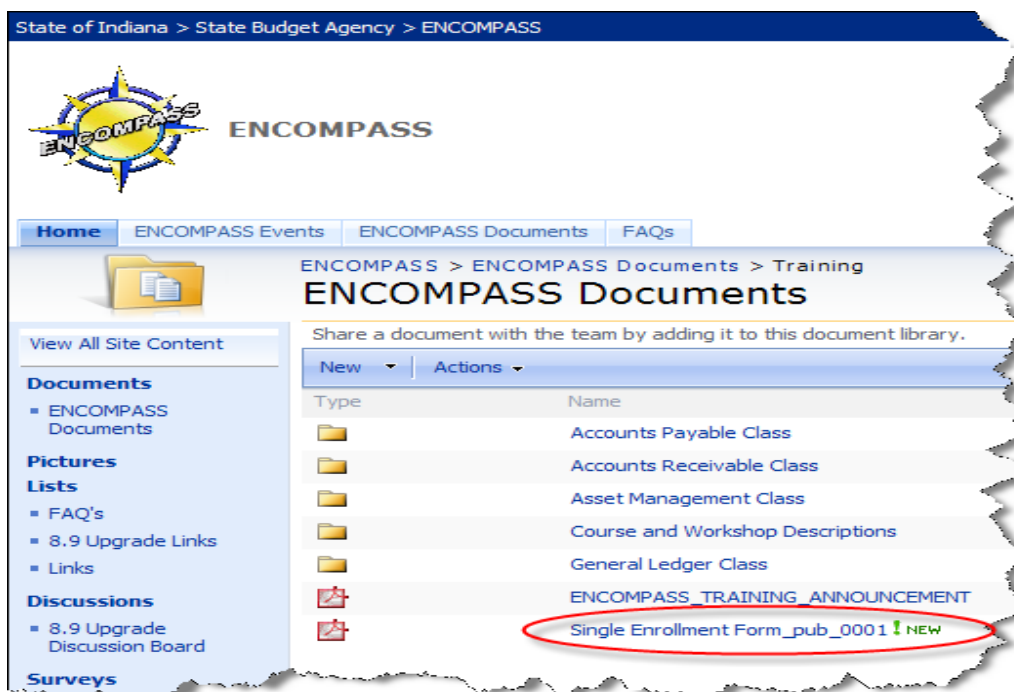 State of Indiana > State Budget Agency > ENCOMPASS
ENCOMPASS
ENCOMPASS
Home ENCOMPASS Events ENCOMPASS Documents FAQs
ENCOMPASS > ENCOMPASS Documents > Training
ENCOMPASS Documents
Share a document with the team by adding it to this document library.
New Actions
Type Name
Accounts Payable Class
Accounts Receivable Class
Asset Management Class
Course and Workshop Descriptions
General Ledger Class
ENCOMPASS_TRAINING_ANNOUNCEMENT
Single Enrollment Form_pub_0001 ! NEW
View All Site Content
Documents
ENCOMPASS
Documents
Pictures
Lists
FAQ's
8.9 Upgrade Links
Links
Discussions
8.9 Upgrade
Discussion Board
Surveys